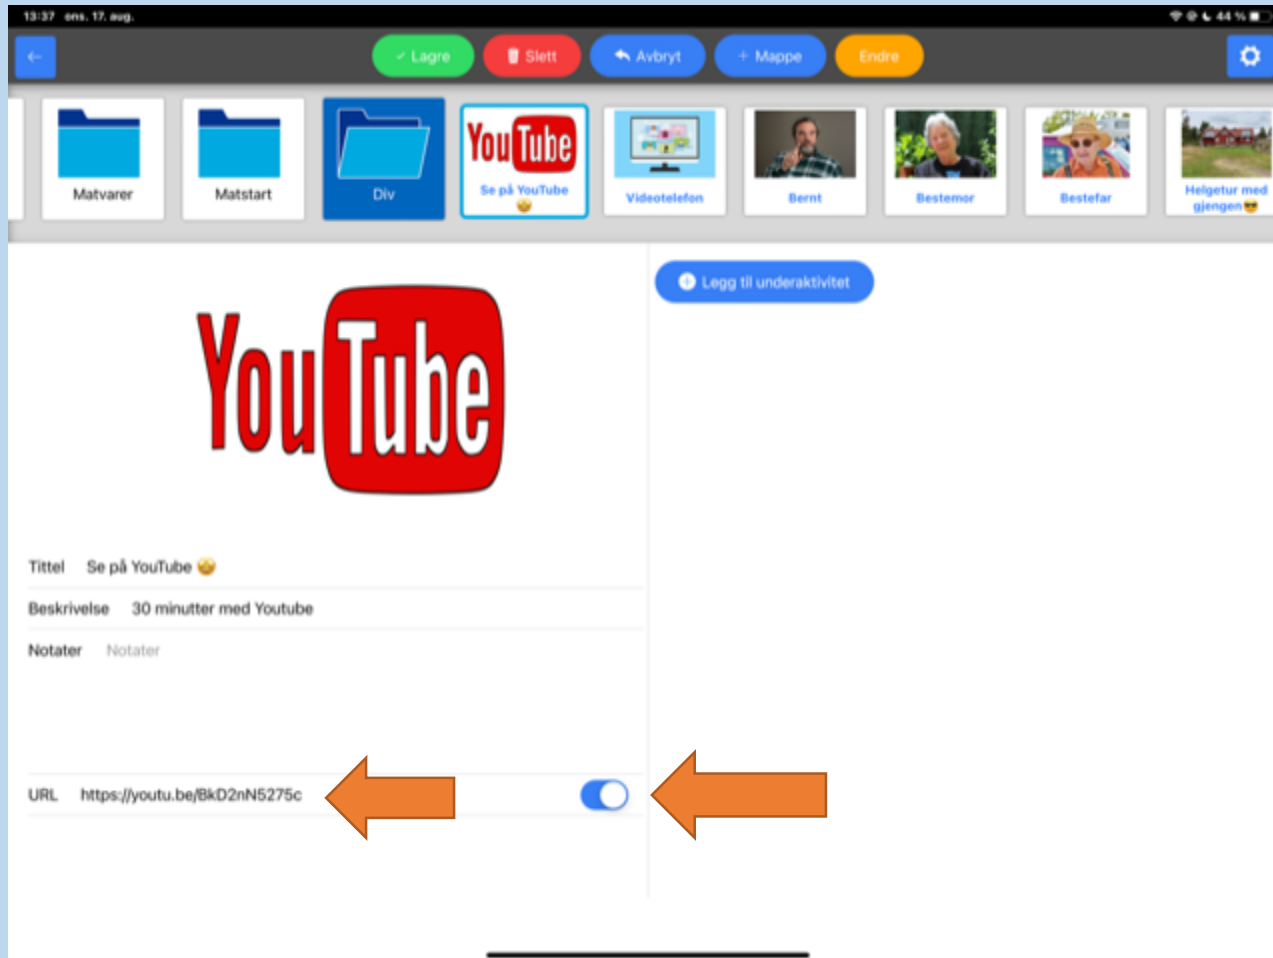 13:37 ons. 17. aug.
44 %
Lagre
Slett
Avbryt
+ Mappe
Endre
Matvarer
Matstart
Div
YouTube
Se på YouTube 🤩
Videotelefon
Bernt
Bestemor
Bestefar
Helgetur med gjengen😎
Legg til underaktivitet
YouTube
Tittel Se på YouTube 🤩
Beskrivelse 30 minutter med Youtube
Notater Notater
URL https://youtu.be/BkD2nN5275c